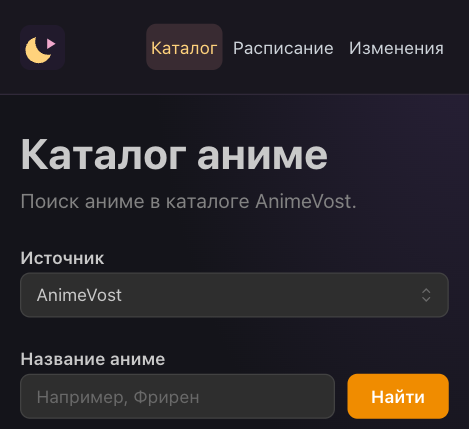 Каталог Расписание Изменения
Каталог аниме
Поиск аниме в каталоге AnimeVost.
Источник
AnimeVost
Название аниме
Например, Фрирен Найти